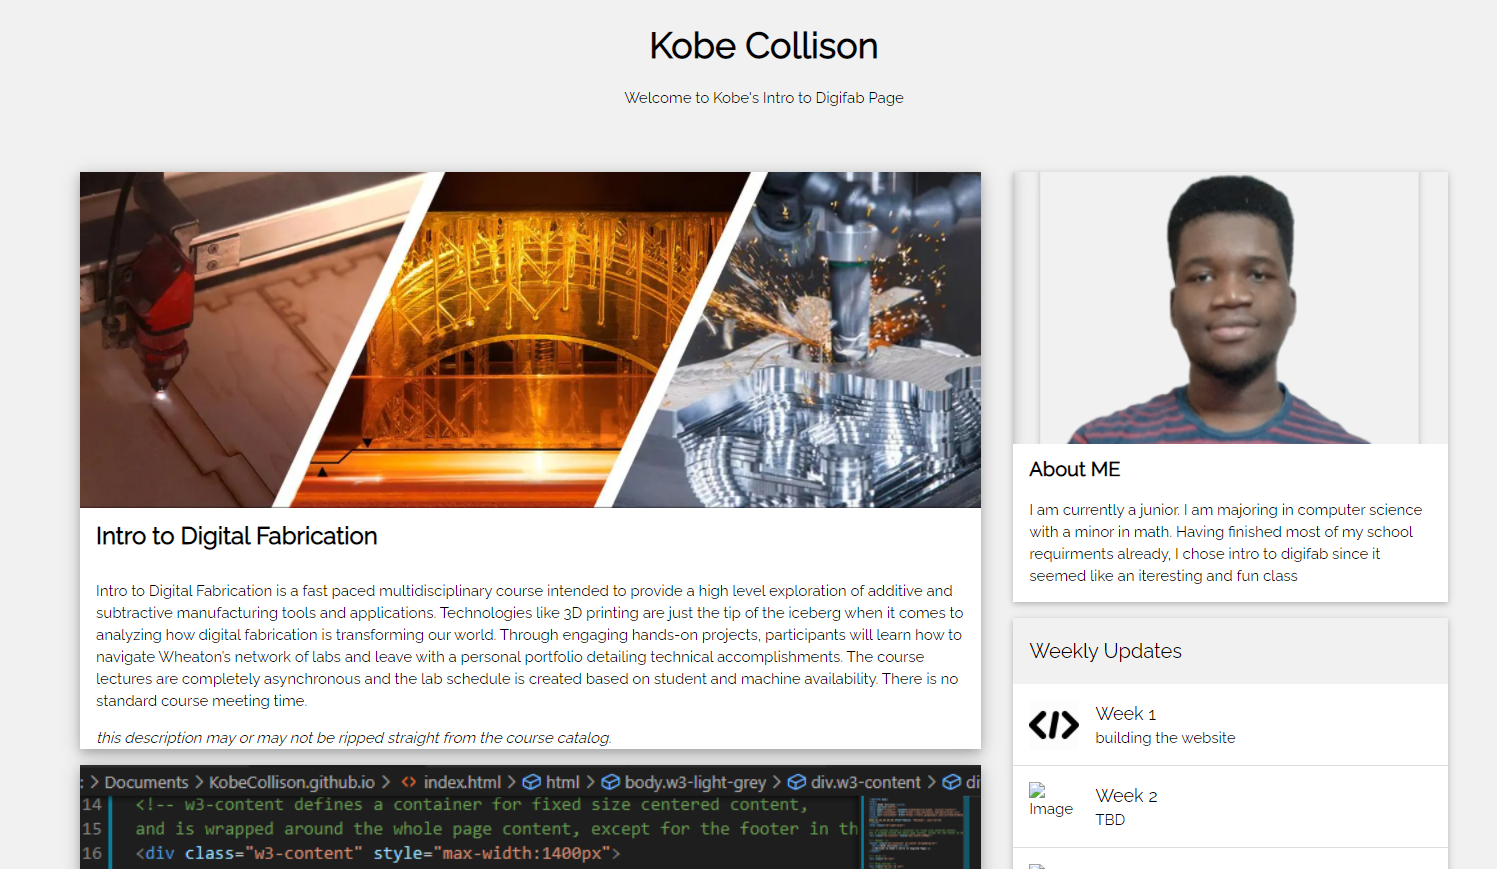 Kobe Collison
Welcome to Kobe's Intro to Digifab Page
Intro to Digital Fabrication
Intro to Digital Fabrication is a fast paced multidisciplinary course intended to provide a high level exploration of additive and
subtractive manufacturing tools and applications. Technologies like 3D printing are just the tip of the iceberg when it comes to
analyzing how digital fabrication is transforming our world. Through engaging hands-on projects, participants will learn how to
navigate Wheaton's network of labs and leave with a personal portfolio detailing technical accomplishments. The course
lectures are completely asynchronous and the lab schedule is created based on student and machine availability. There is no
standard course meeting time.
this description may or may not be ripped straight from the course catalog.
: > Documents > KobeCollison.github.io > <> index.html > html > body.w3-light-grey > div.w3-content > di
14 <!-- w3-content defines a container for fixed size centered content,
15 and is wrapped around the whole page content, except for the footer in th
16 <div class="w3-content" style="max-width:1400px">
About ME
I am currently a junior. I am majoring in computer science
with a minor in math. Having finished most of my school
requirments already, I chose intro to digifab since it
seemed like an iteresting and fun class
Weekly Updates
</>
Week 1
building the website
Image
Week 2
TBD